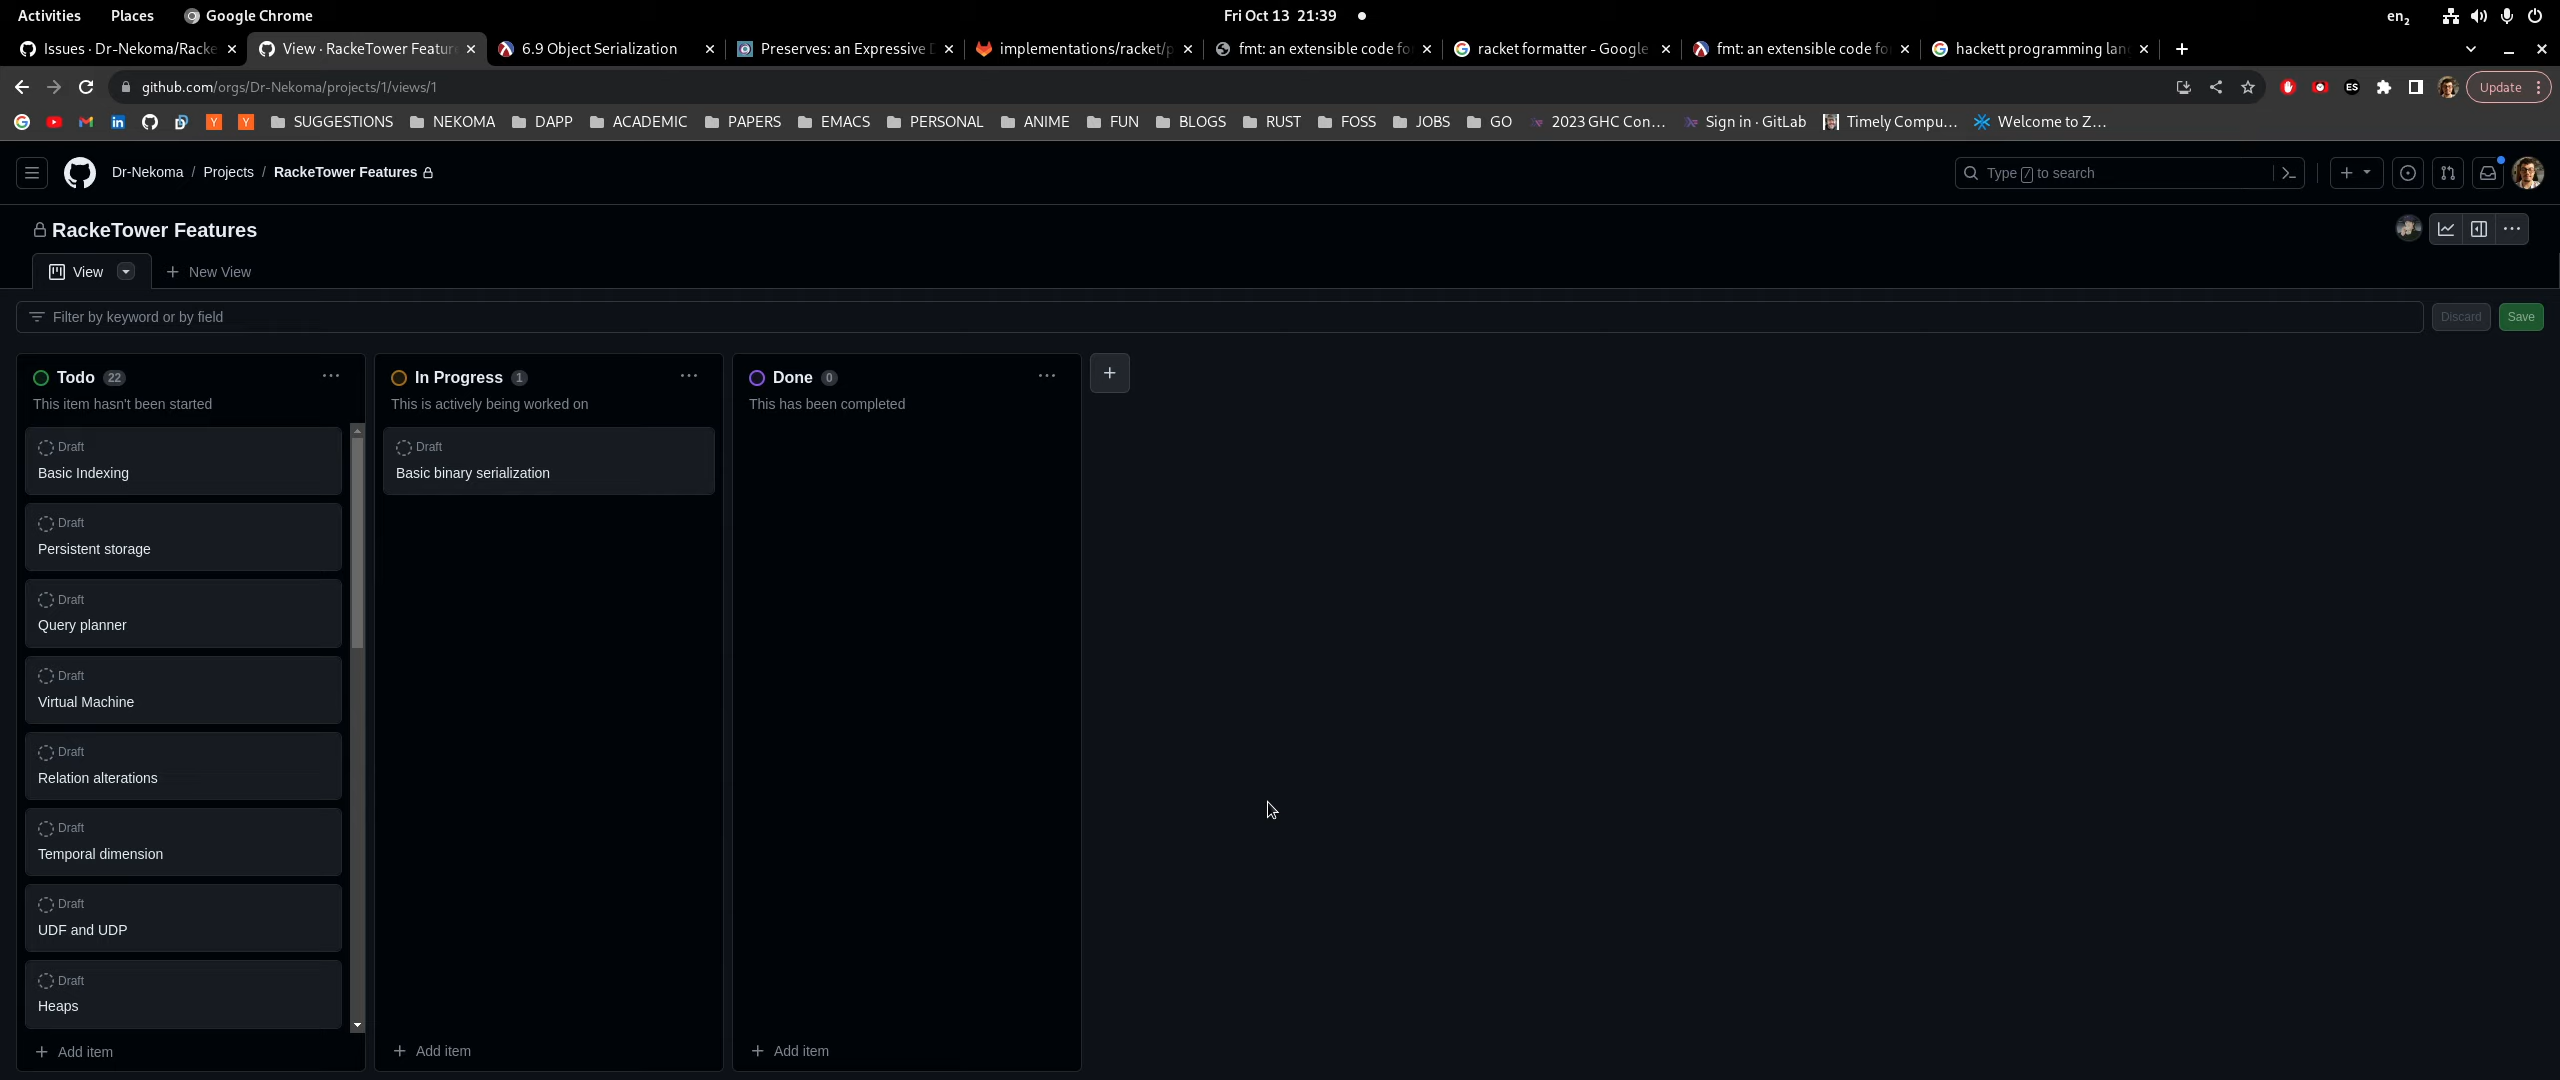 Activities Places Google Chrome Fri Oct 13 21:39 en₂
Issues · Dr-Nekoma/Racke View · RackeTower Featur 6.9 Object Serialization Preserves: an Expressive D implementations/racket/p fmt: an extensible code fo racket formatter - Google fmt: an extensible code fo hackett programming lan
github.com/orgs/Dr-Nekoma/projects/1/views/1 ES Update
SUGGESTIONS NEKOMA DAPP ACADEMIC PAPERS EMACS PERSONAL ANIME FUN BLOGS RUST FOSS JOBS GO 2023 GHC Con... Sign in · GitLab Timely Compu... Welcome to Z...
Dr-Nekoma / Projects / RackeTower Features Type / to search
RackeTower Features
View New View
Filter by keyword or by field Discard Save
Todo 22
This item hasn't been started
Draft
Basic Indexing
Draft
Persistent storage
Draft
Query planner
Draft
Virtual Machine
Draft
Relation alterations
Draft
Temporal dimension
Draft
UDF and UDP
Draft
Heaps
Add item
In Progress 1
This is actively being worked on
Draft
Basic binary serialization
Add item
Done 0
This has been completed
Add item